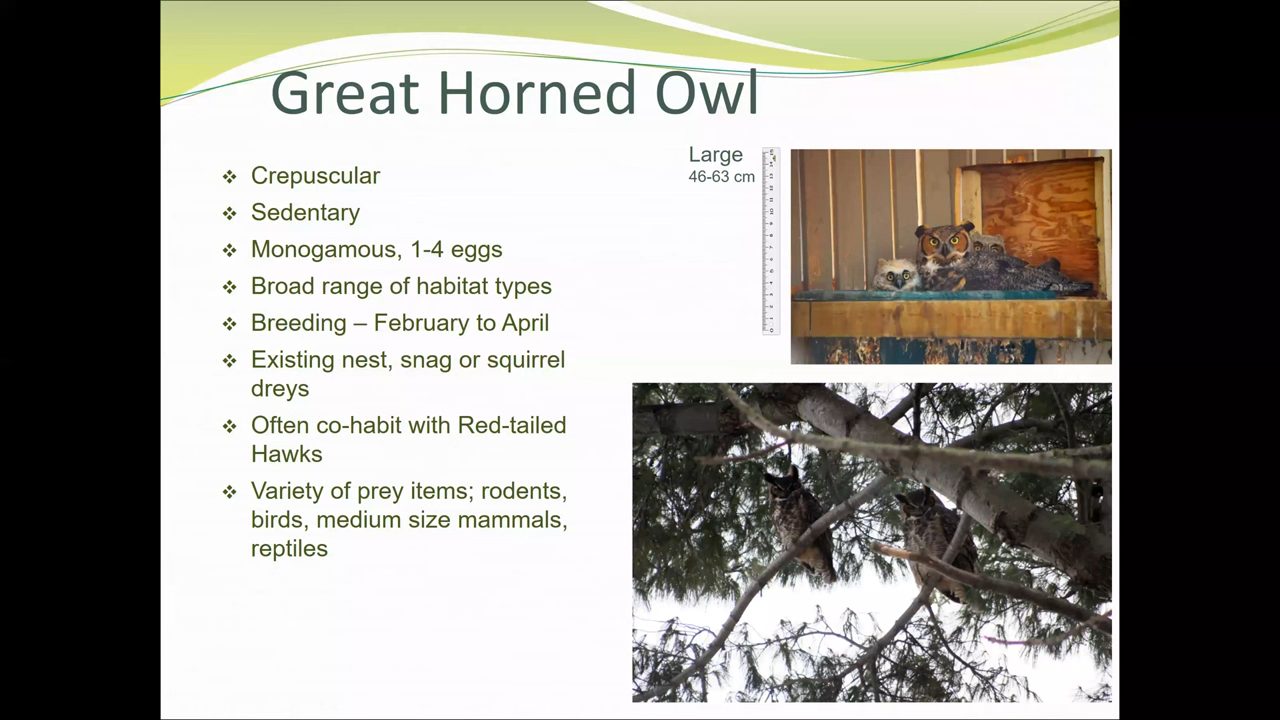 Great Horned Owl
Large
46-63 cm
Crepuscular
Sedentary
Monogamous, 1-4 eggs
Broad range of habitat types
Breeding – February to April
Existing nest, snag or squirrel
dreys
Often co-habit with Red-tailed
Hawks
Variety of prey items; rodents,
birds, medium size mammals,
reptiles